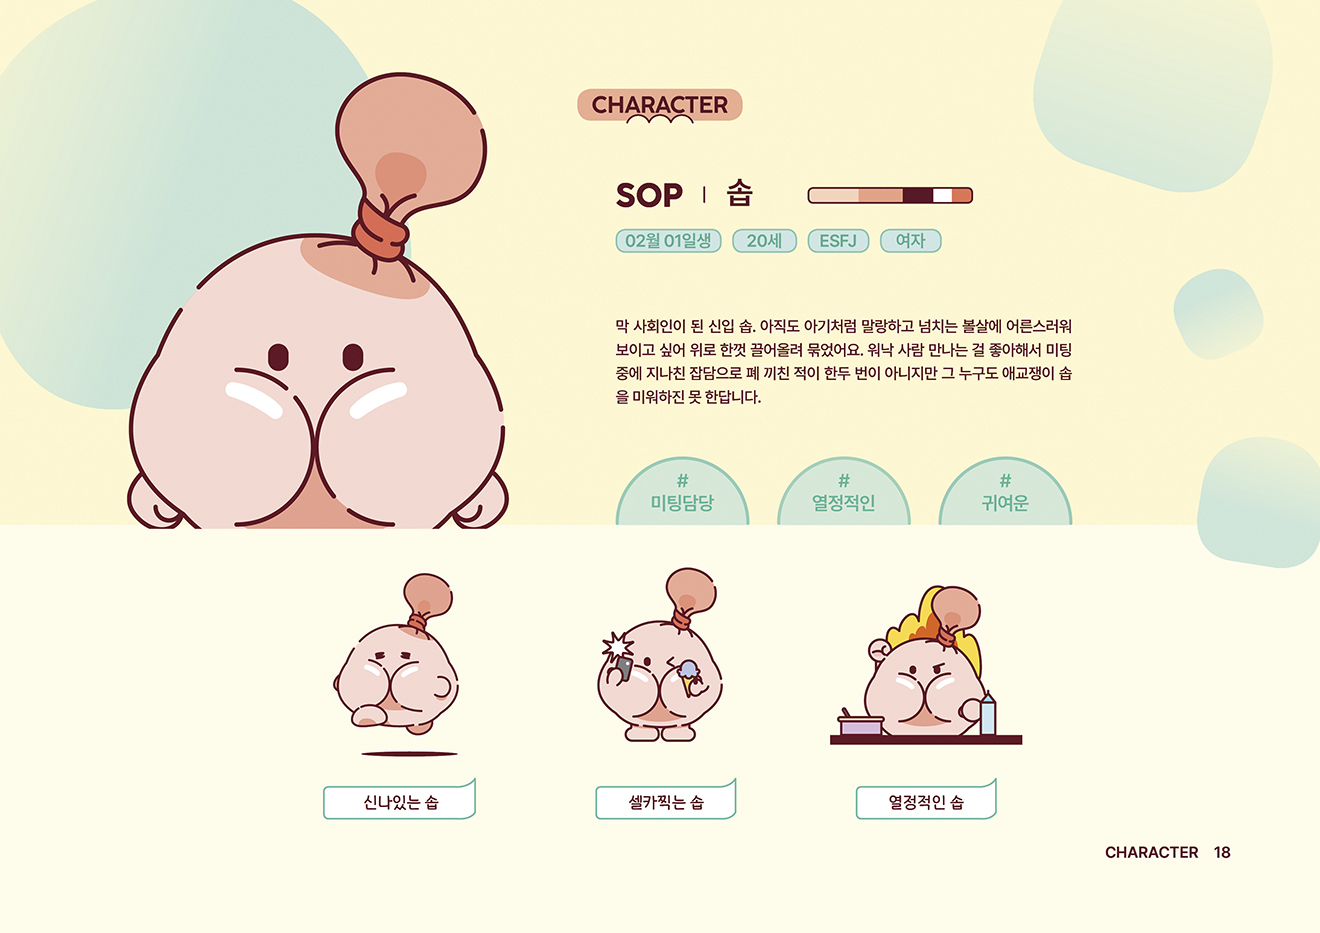 CHARACTER
SOP | 솝
02월 01일생 20세 ESFJ 여자
막 사회인이 된 신입 솝. 아직도 아기처럼 말랑하고 넘치는 볼살에 어른스러워
보이고 싶어 위로 한껏 끌어올려 묶었어요. 워낙 사람 만나는 걸 좋아해서 미팅
중에 지나친 잡담으로 폐 끼친 적이 한두 번이 아니지만 그 누구도 애교쟁이 솝
을 미워하진 못 한답니다.
# # #
미팅담당 열정적인 귀여운
신나있는 솝 셀카찍는 솝 열정적인 솝
CHARACTER 18